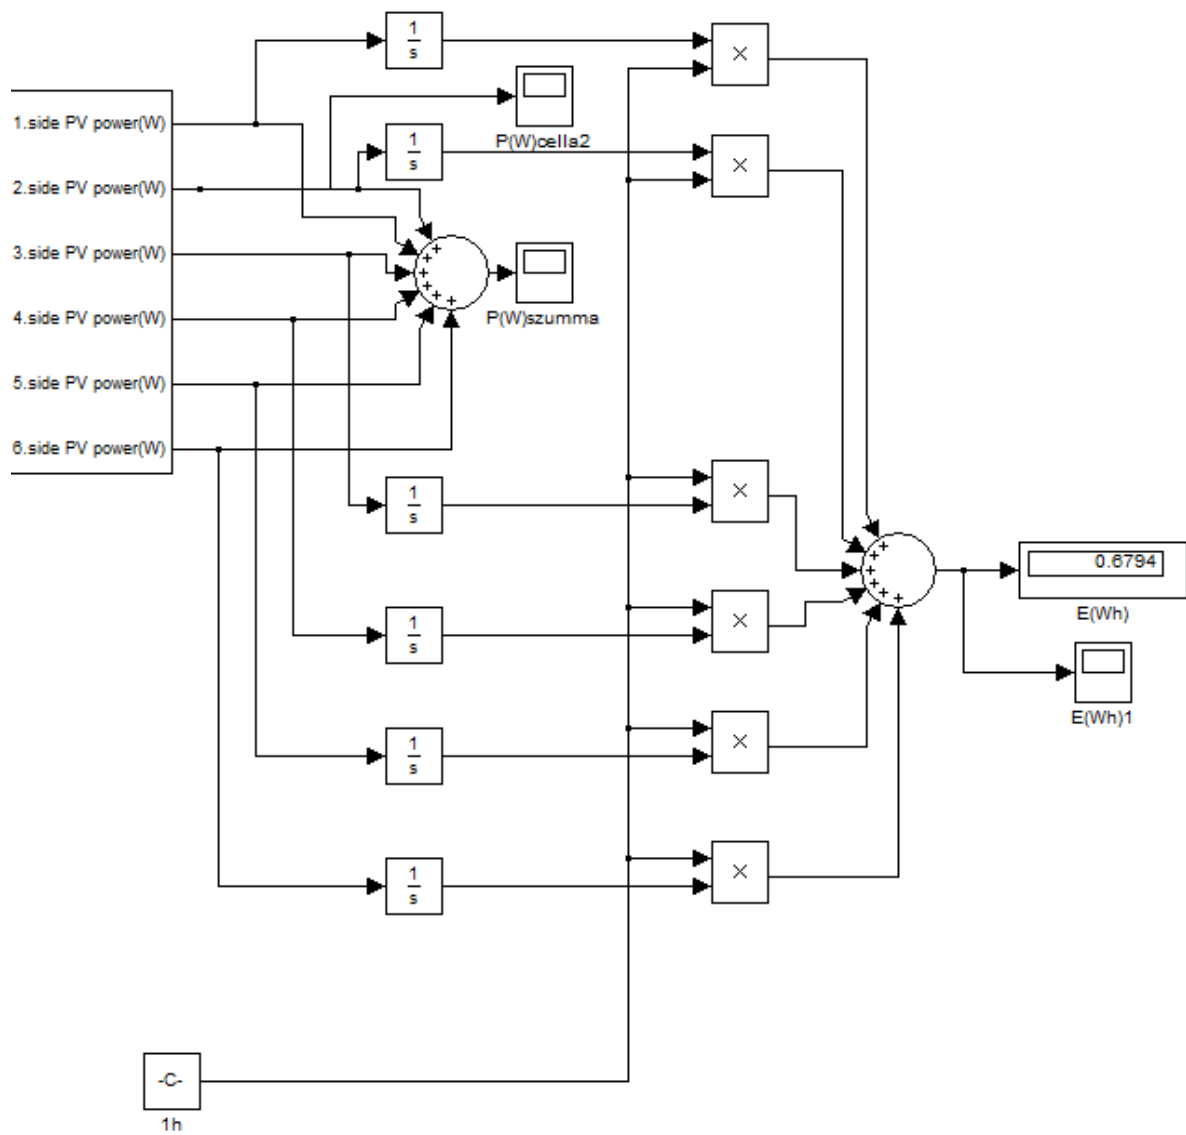 1
s
×
1.side PV power(W)
P(W)cella2
1
s
×
2.side PV power(W)
+
+
3.side PV power(W)
+
+
+
+
P(W)szumma
4.side PV power(W)
5.side PV power(W)
6.side PV power(W)
1
s
×
+
+
+
+
+
+
0.6794
E(Wh)
1
s
×
E(Wh)1
1
s
×
1
s
×
-C-
1h